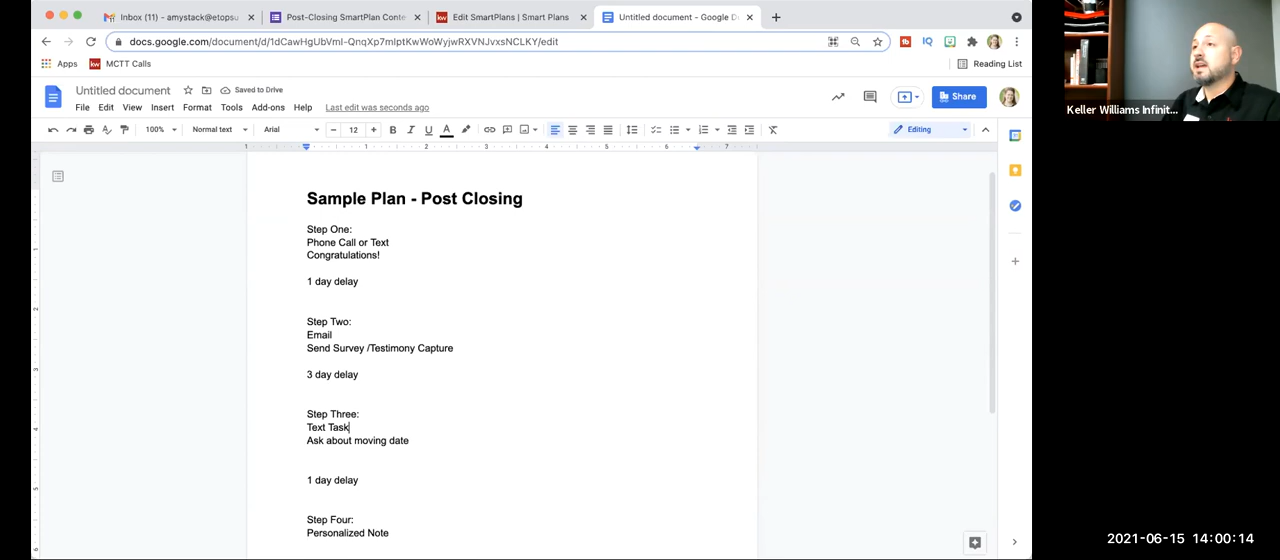 Inbox (11) - amystack@etopsu
Post-Closing SmartPlan Conte
Edit SmartPlans | Smart Plans
Untitled document - Google D
docs.google.com/document/d/1dCawHgUbVmI-QnqXp7mlptKwWoWyjwRXVNJvxsNCLKY/edit
Apps
MCTT Calls
Reading List
Untitled document
Saved to Drive
File Edit View Insert Format Tools Add-ons Help Last edit was seconds ago
Share
100% Normal text Arial 12
Editing
Sample Plan - Post Closing
Step One:
Phone Call or Text
Congratulations!
1 day delay
Step Two:
Email
Send Survey /Testimony Capture
3 day delay
Step Three:
Text Task
Ask about moving date
1 day delay
Step Four:
Personalized Note
Keller Williams Infinit...
2021-06-15 14:00:14